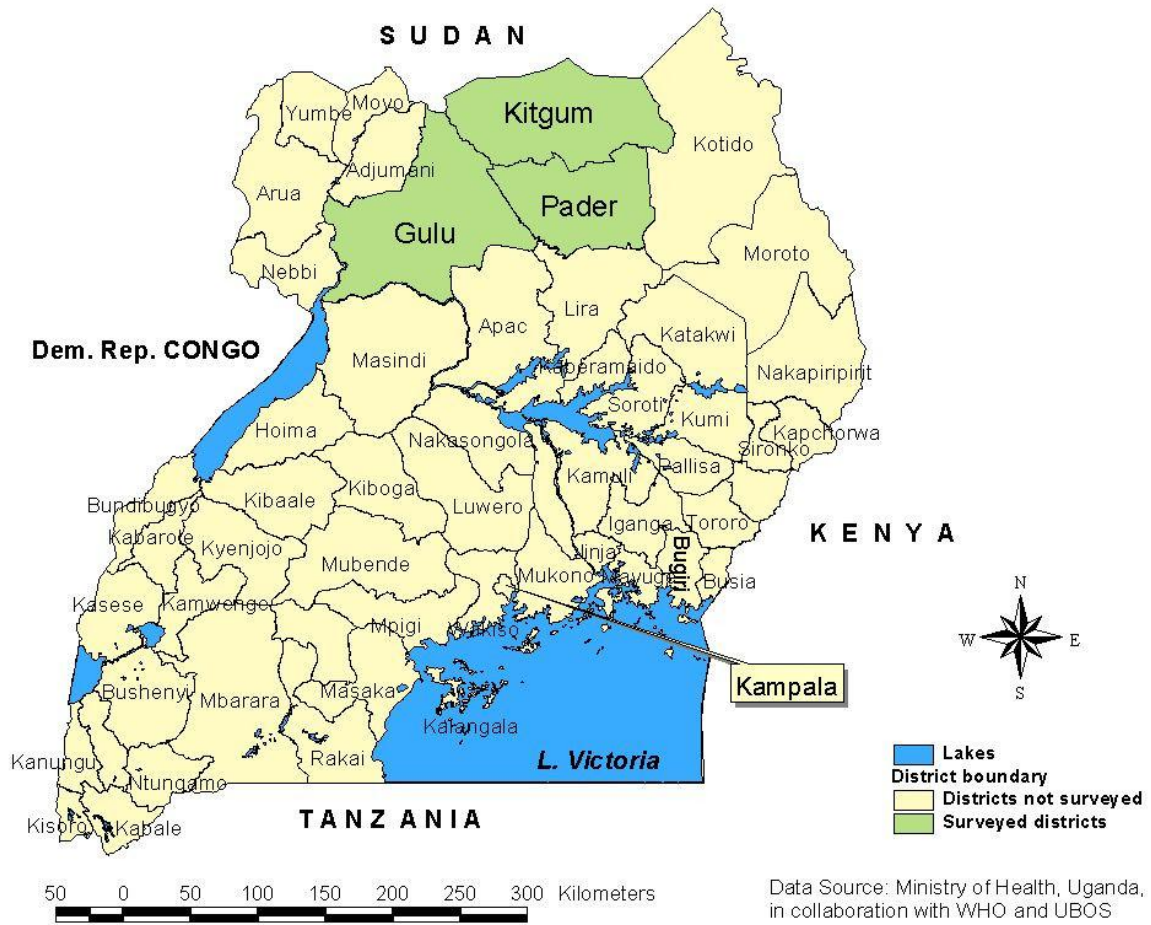 S U D A N
Moyo
Yumbe
Kitgum
Kotido
Adjumani
Arua
Pader
Gulu
Moroto
Nebbi
Lira
Apac
Katakwi
Dem. Rep. CONGO
Masindi
Kaberamaido
Nakapiripirit
Soroti
Kumi
Hoima
Nakasongola
Kapchorwa
Sironko
Pallisa
Kamuli
Kiboga
Kibaale
Bundibugyo
Luwero
Iganga
Tororo
Kabarole
Kyenjojo
K E N Y A
Jinja
Bugiri
Mubende
Mukono
Mayuge
Busia
Kasese
Kamwenge
N
Mpigi
Wakiso
W
E
S
Kampala
Bushenyi
Mbarara
Masaka
Kalangala
Rakai
L. Victoria
Kanungu
Ntungamo
Kisoro
Kabale
T A N Z A N I A
Lakes
District boundary
Districts not surveyed
Surveyed districts
50 0 50 100 150 200 250 300 Kilometers
Data Source: Ministry of Health, Uganda,
in collaboration with WHO and UBOS